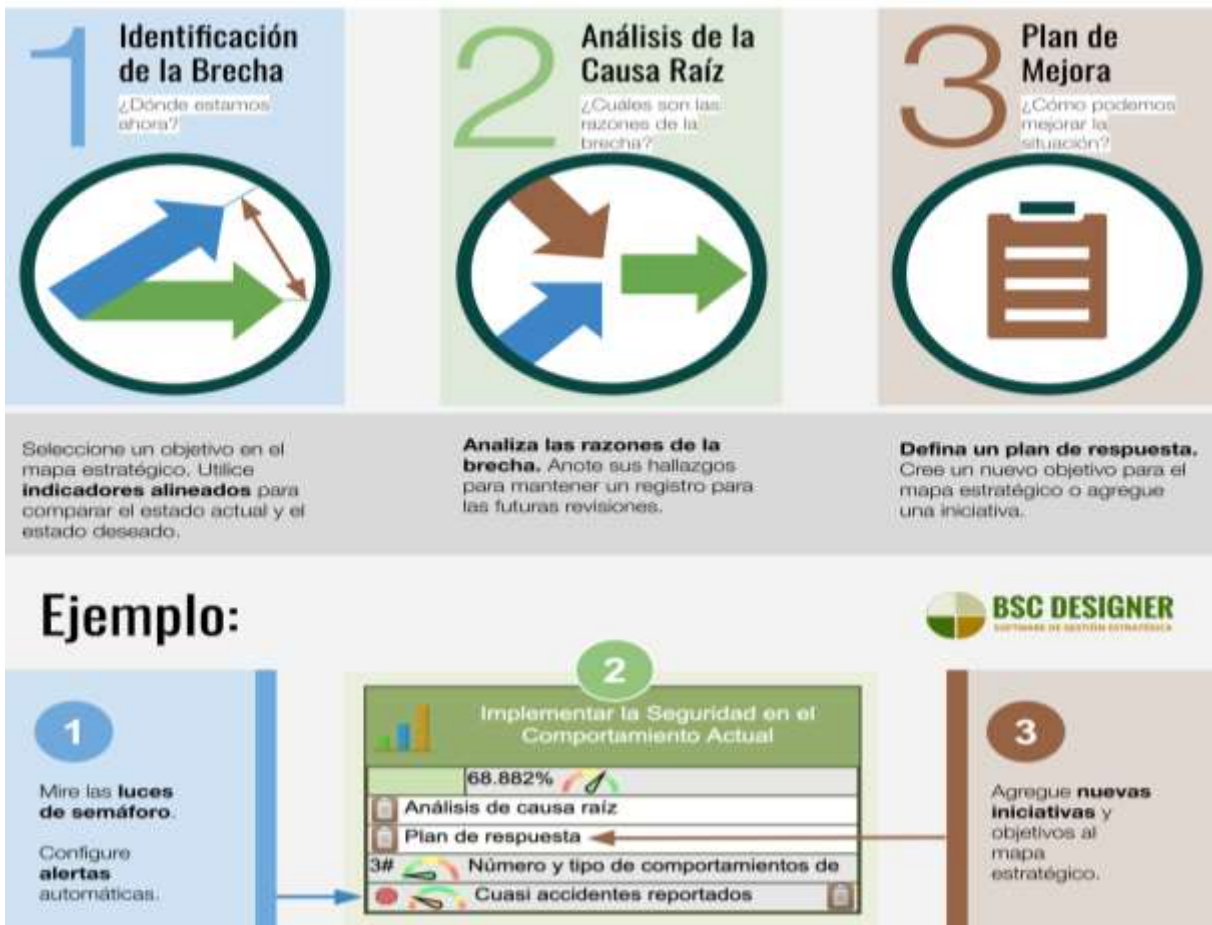 1
Identificación
de la Brecha
¿Dónde estamos
ahora?
2
Análisis de la
Causa Raíz
¿Cuáles son las
razones de la
brecha?
3
Plan de
Mejora
¿Cómo podemos
mejorar la
situación?
Seleccione un objetivo en el
mapa estratégico. Utilice
indicadores alineados para
comparar el estado actual y el
estado deseado.
Analiza las razones de la
brecha. Anote sus hallazgos
para mantener un registro para
las futuras revisiones.
Defina un plan de respuesta.
Cree un nuevo objetivo para el
mapa estratégico o agregue
una iniciativa.
Ejemplo:
BSC DESIGNER
SOFTWARE DE GESTIÓN ESTRATÉGICA
1
Mire las luces
de semáforo.
Configure
alertas
automáticas.
2
Implementar la Seguridad en el
Comportamiento Actual
68.882%
Análisis de causa raíz
Plan de respuesta
3# Número y tipo de comportamientos de
Cuasi accidentes reportados
3
Agregue nuevas
iniciativas y
objetivos al
mapa
estratégico.